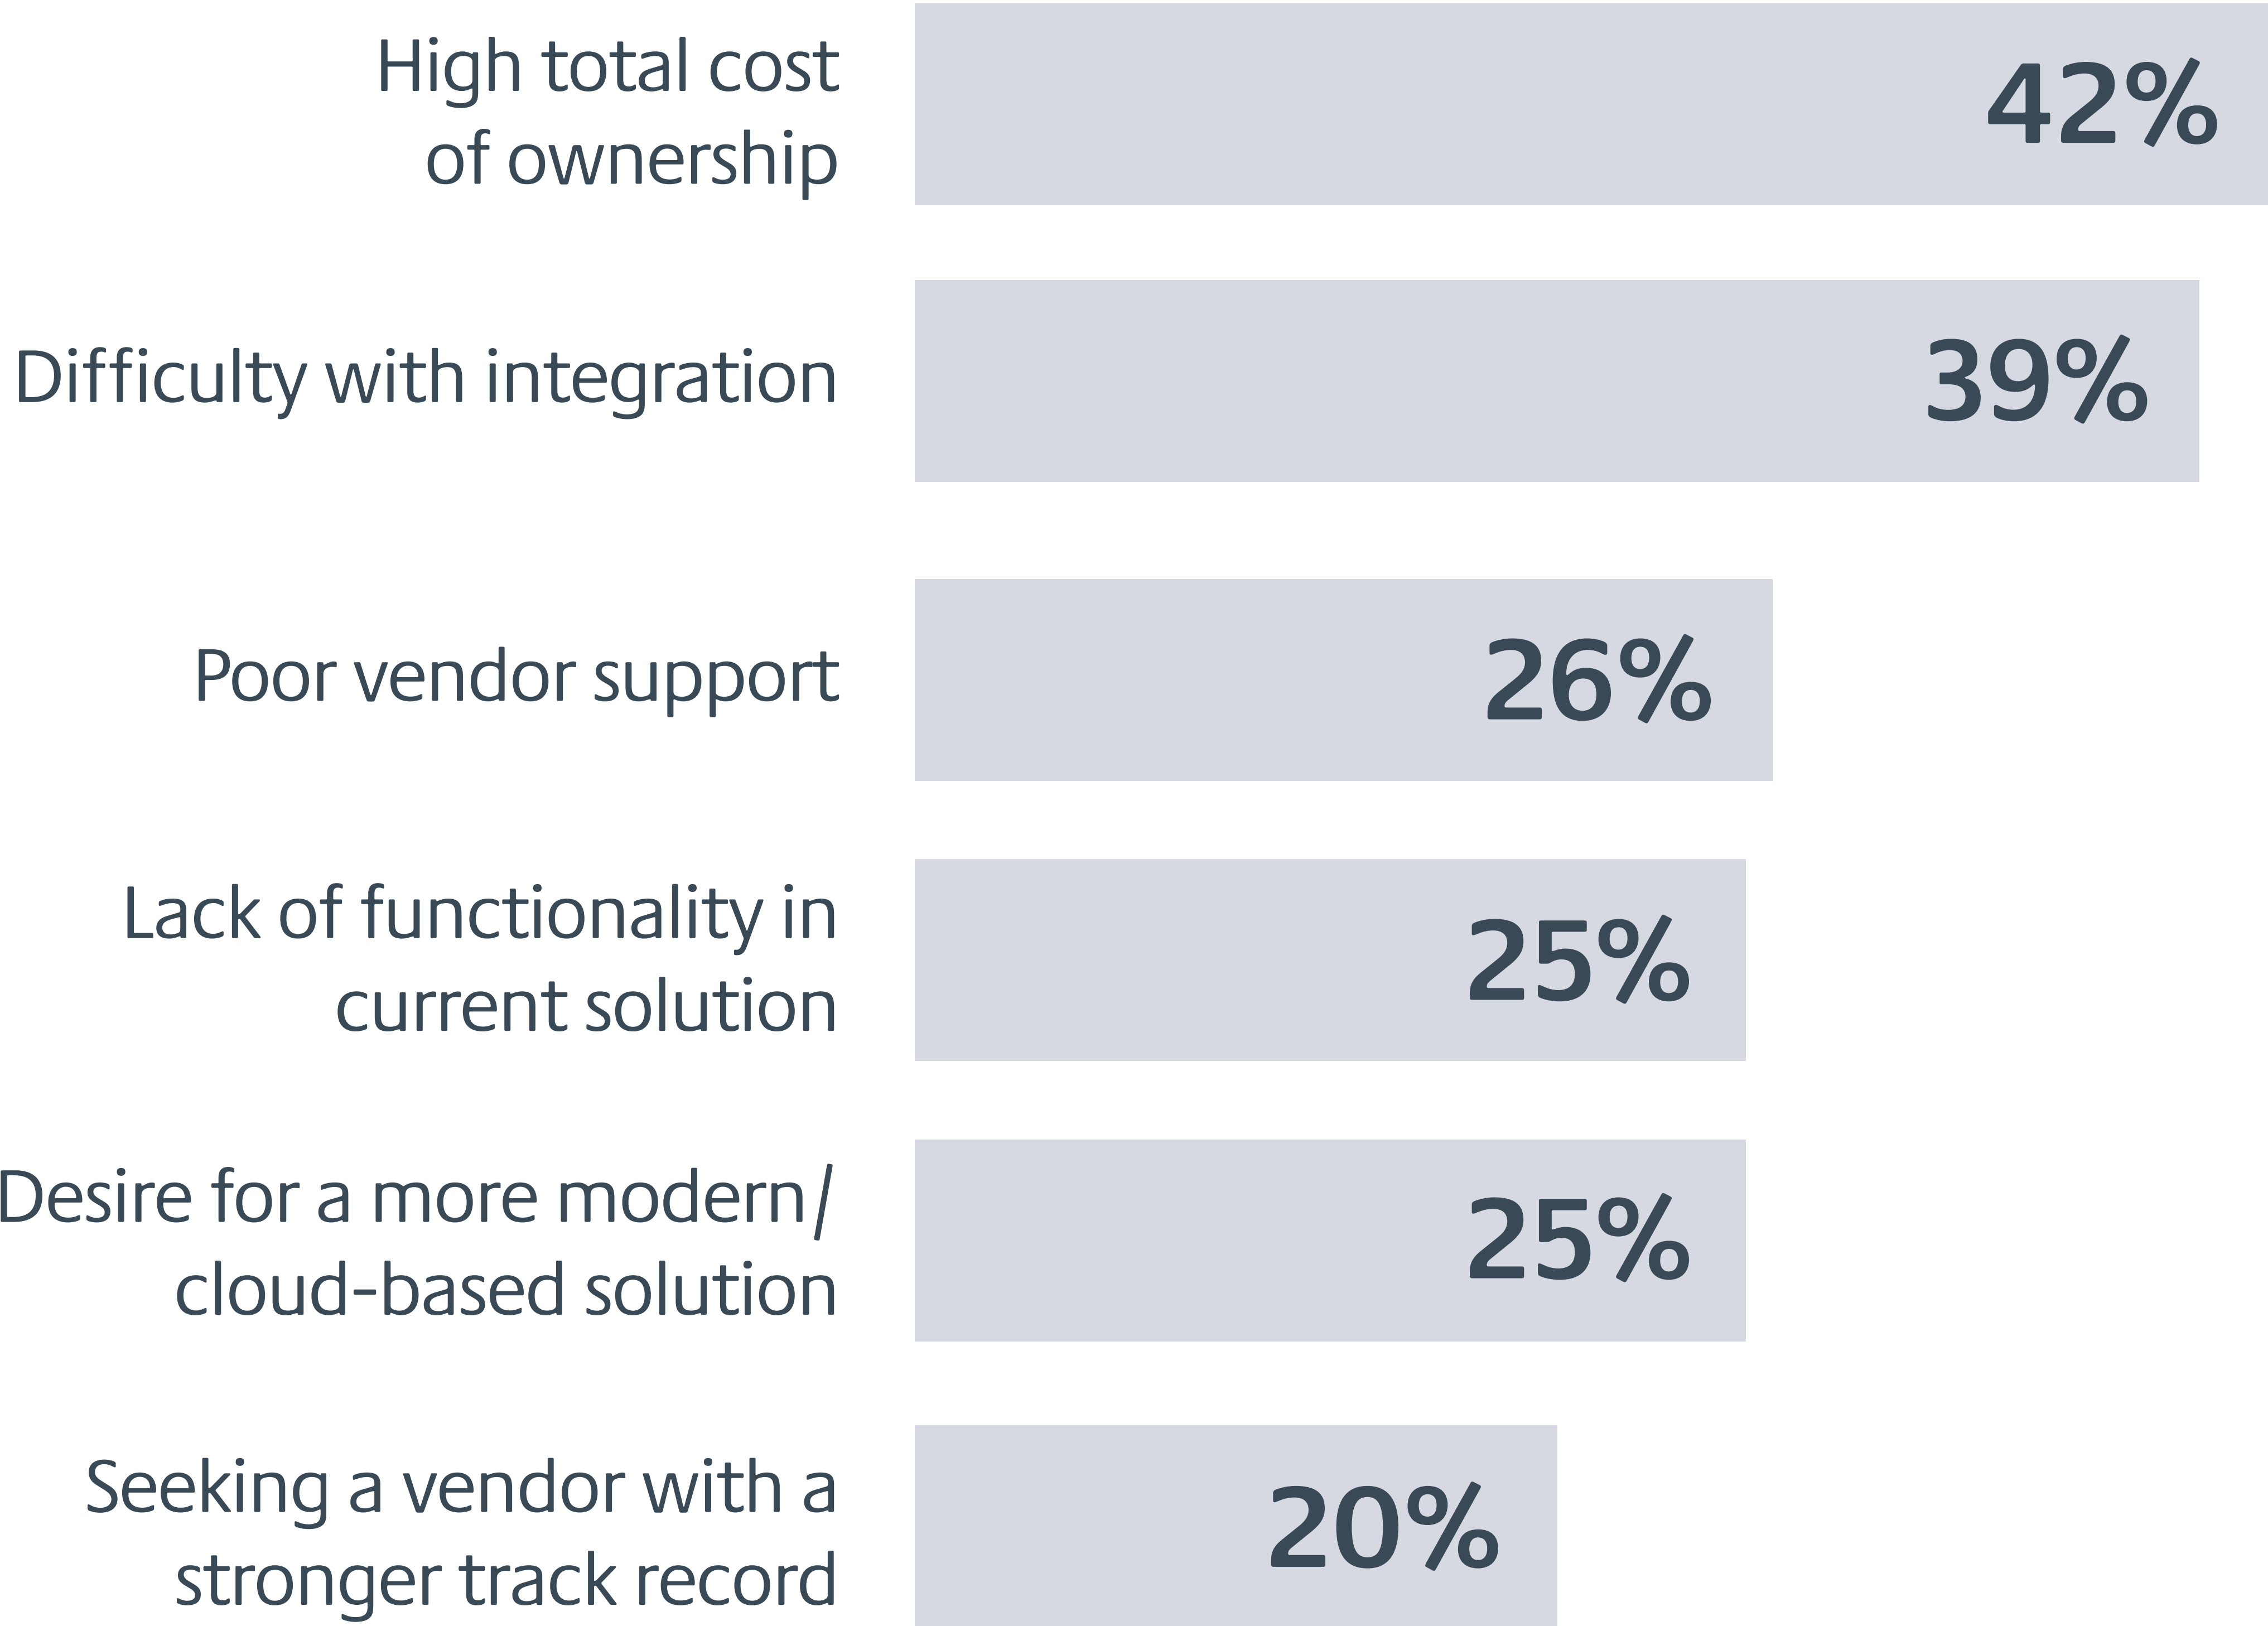 High total cost
of ownership
42%
Difficulty with integration
39%
Poor vendor support
26%
Lack of functionality in
current solution
25%
Desire for a more modern/
cloud-based solution
25%
Seeking a vendor with a
stronger track record
20%